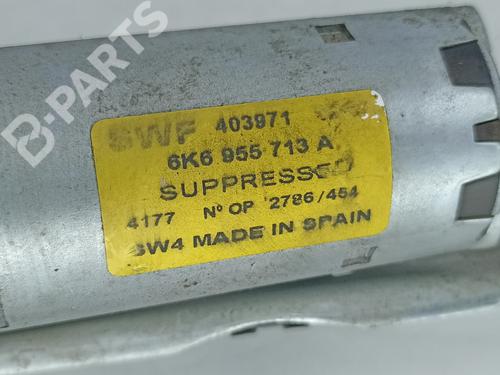 B-PARTS
SWF 403971
6K6 955 713 A
SUPPRESSED
4177 Nº OP 2786/454
SW4 MADE IN SPAIN